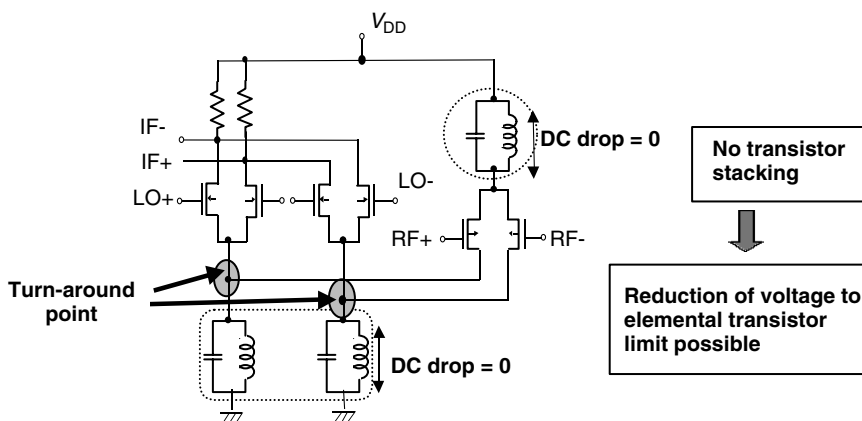 V_DD
IF-
IF+
LO+
LO-
DC drop = 0
RF+
RF-
Turn-around
point
DC drop = 0
No transistor
stacking
Reduction of voltage to
elemental transistor
limit possible